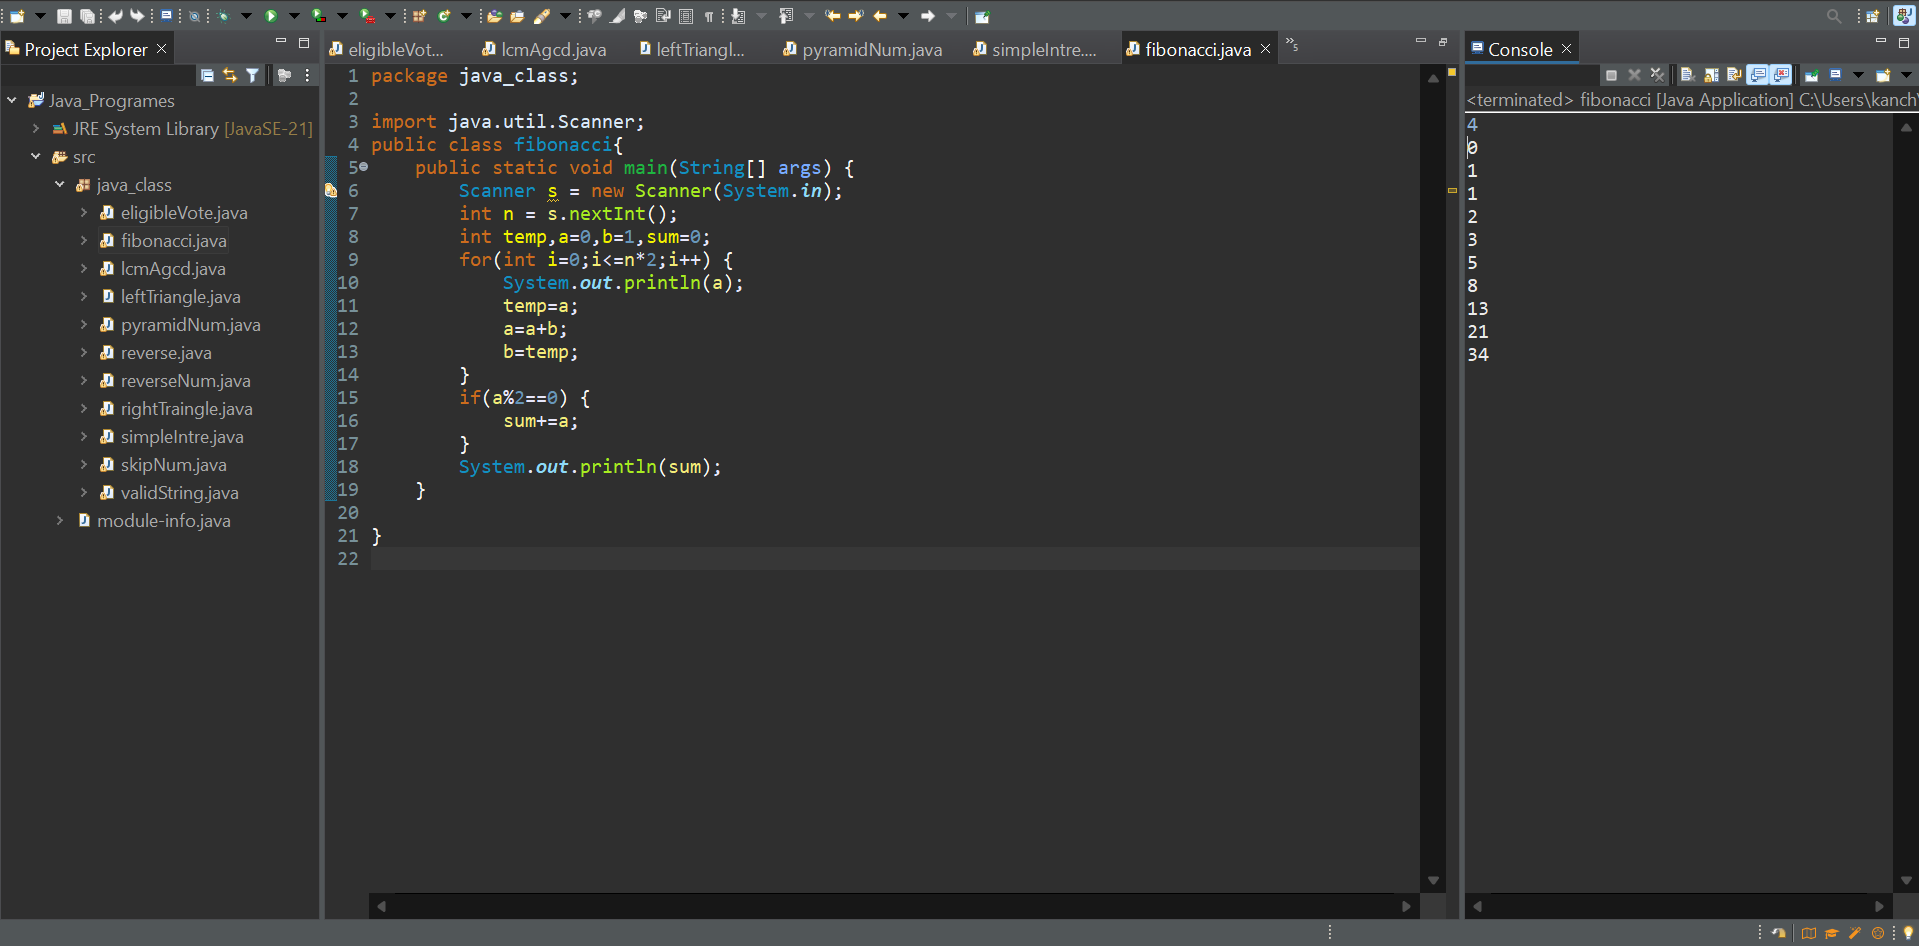 Project Explorer
Java_Programes
JRE System Library [JavaSE-21]
src
java_class
eligibleVote.java
fibonacci.java
lcmAgcd.java
leftTriangle.java
pyramidNum.java
reverse.java
reverseNum.java
rightTraingle.java
simpleIntre.java
skipNum.java
validString.java
module-info.java
eligibleVot... lcmAgcd.java leftTriangl... pyramidNum.java simpleIntre.... fibonacci.java »5
1 package java_class;
2
3 import java.util.Scanner;
4 public class fibonacci{
5 public static void main(String[] args) {
6 Scanner s = new Scanner(System.in);
7 int n = s.nextInt();
8 int temp,a=0,b=1,sum=0;
9 for(int i=0;i<=n*2;i++) {
10 System.out.println(a);
11 temp=a;
12 a=a+b;
13 b=temp;
14 }
15 if(a%2==0) {
16 sum+=a;
17 }
18 System.out.println(sum);
19 }
20
21 }
22
Console
<terminated> fibonacci [Java Application] C:\Users\kanch\
4
0
1
1
2
3
5
8
13
21
34